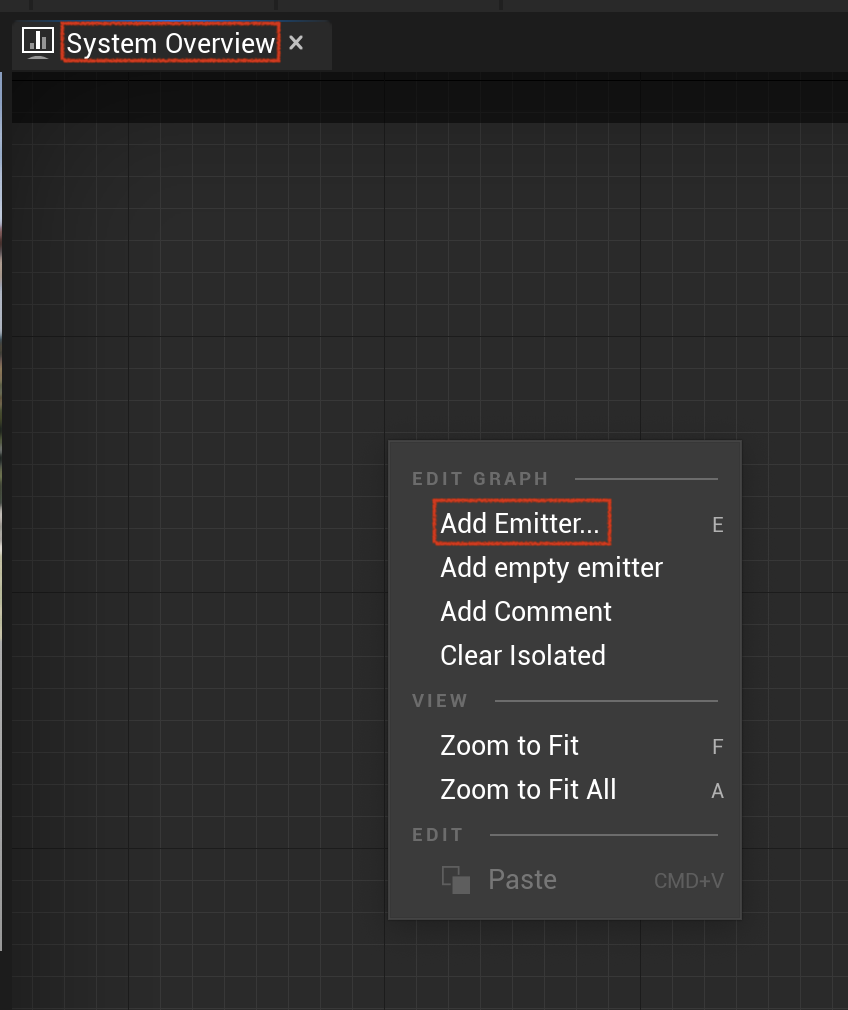 System Overview
EDIT GRAPH
Add Emitter... E
Add empty emitter
Add Comment
Clear Isolated
VIEW
Zoom to Fit F
Zoom to Fit All A
EDIT
Paste CMD+V